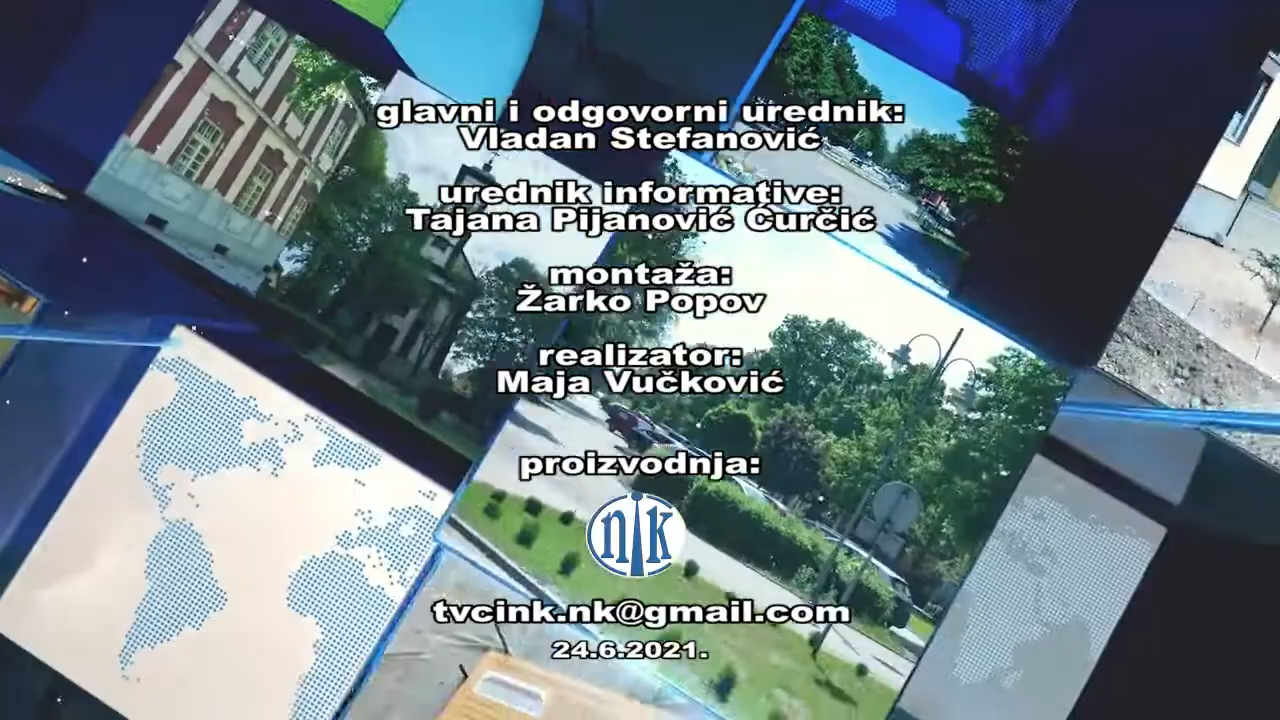 glavni i odgovorni urednik:
Vladan Stefanović
urednik informative:
Tajana Pijanović Ćurčić
montaža:
Žarko Popov
realizator:
Maja Vučković
proizvodnja:
nik
tvcink.nk@gmail.com
24.6.2021.